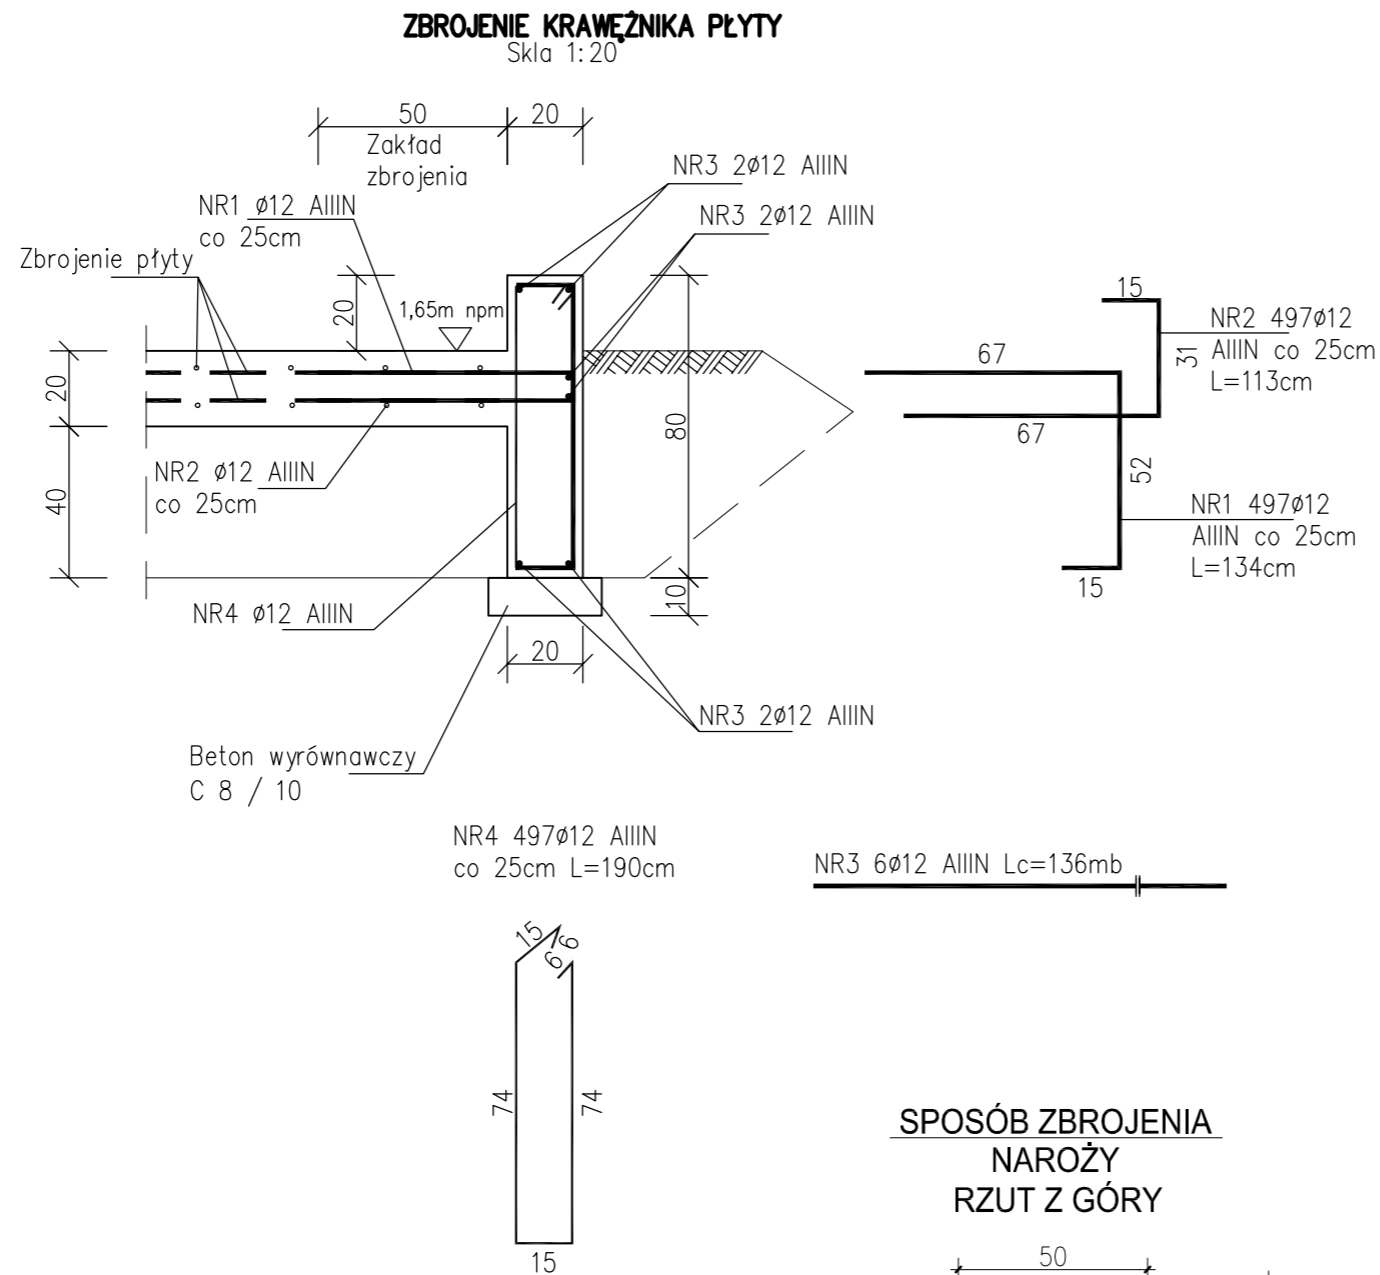 ZBROJENIE KRAWĘŻNIKA PŁYTY
Skla 1:20
50
20
Zakład
zbrojenia
NR3 2ø12 AIIIN
NR1 ø12 AIIIN
co 25cm
NR3 2ø12 AIIIN
Zbrojenie płyty
20
1,65m npm
15
NR2 497ø12
AIIIN co 25cm
L=113cm
31
67
67
20
80
52
NR2 ø12 AIIIN
co 25cm
40
NR1 497ø12
AIIIN co 25cm
L=134cm
15
10
NR4 ø12 AIIIN
20
NR3 2ø12 AIIIN
Beton wyrównawczy
C 8 / 10
NR4 497ø12 AIIIN
co 25cm L=190cm
NR3 6ø12 AIIIN Lc=136mb
15
6
6
74
74
15
SPOSÓB ZBROJENIA
NAROŻY
RZUT Z GÓRY
50